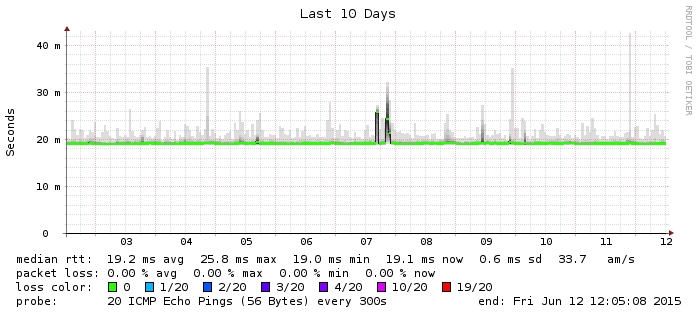 Last 10 Days
RRDTOOL / TOBI OETIKER
Seconds
40 m
30 m
20 m
10 m
0
03 04 05 06 07 08 09 10 11 12
median rtt: 19.2 ms avg 25.8 ms max 19.0 ms min 19.1 ms now 0.6 ms sd 33.7 am/s
packet loss: 0.00 % avg 0.00 % max 0.00 % min 0.00 % now
loss color: 0 1/20 2/20 3/20 4/20 10/20 19/20
probe: 20 ICMP Echo Pings (56 Bytes) every 300s end: Fri Jun 12 12:05:08 2015